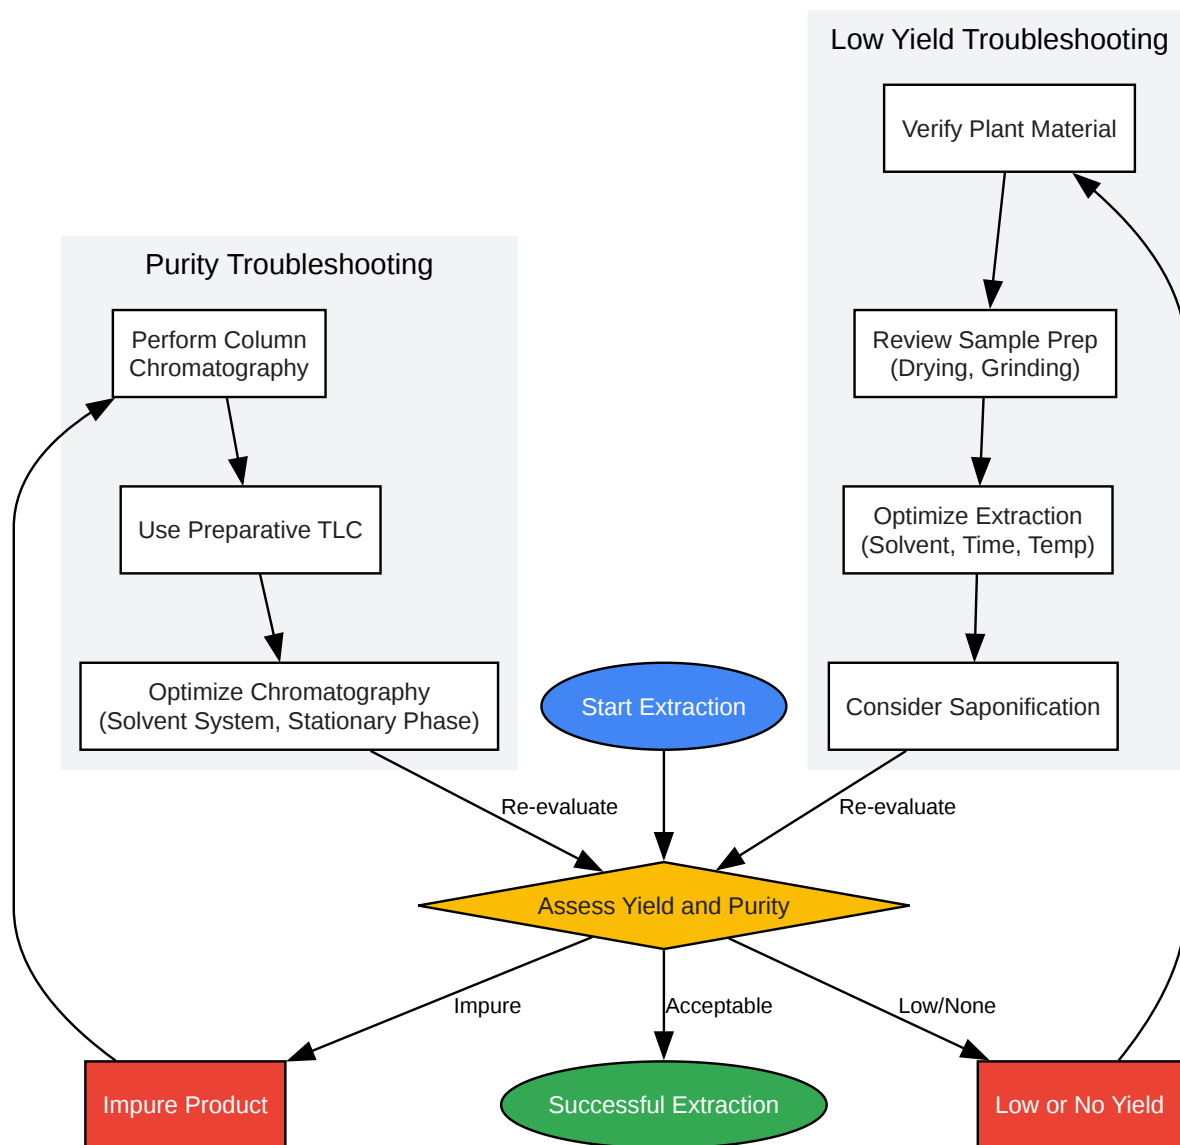 Low Yield Troubleshooting
Verify Plant Material
Purity Troubleshooting
Perform Column
Chromatography
Review Sample Prep
(Drying, Grinding)
Use Preparative TLC
Optimize Extraction
(Solvent, Time, Temp)
Optimize Chromatography
(Solvent System, Stationary Phase)
Start Extraction
Consider Saponification
Re-evaluate
Re-evaluate
Assess Yield and Purity
Impure
Acceptable
Low/None
Impure Product
Successful Extraction
Low or No Yield